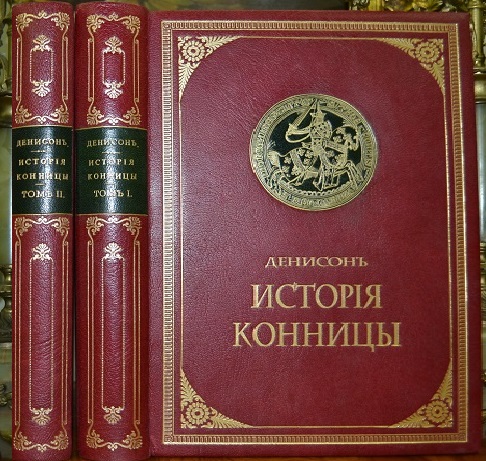 ДЕНИСОНЪ.
ИСТОРІЯ
КОННИЦЫ
ТОМЪ II.
ДЕНИСОНЪ.
ИСТОРІЯ
КОННИЦЫ
ТОМЪ I.
ДЕНИСОНЪ
ИСТОРІЯ
КОННИЦЫ